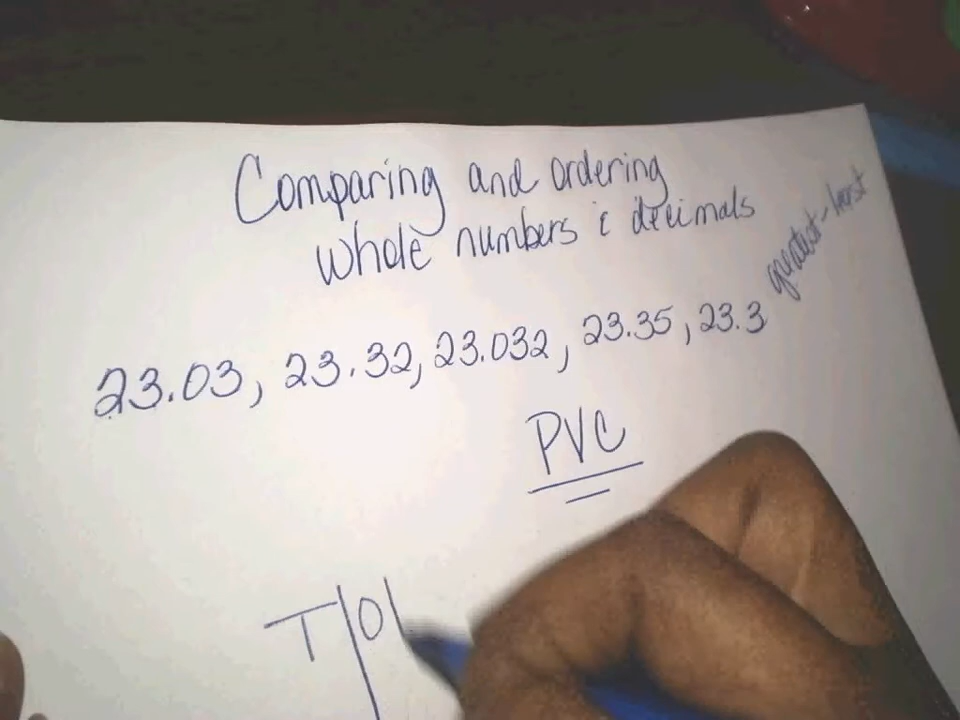 Comparing and ordering
whole numbers & decimals
greatest-least
23.03, 23.32, 23.032, 23.35, 23.3
PVC
T|O|